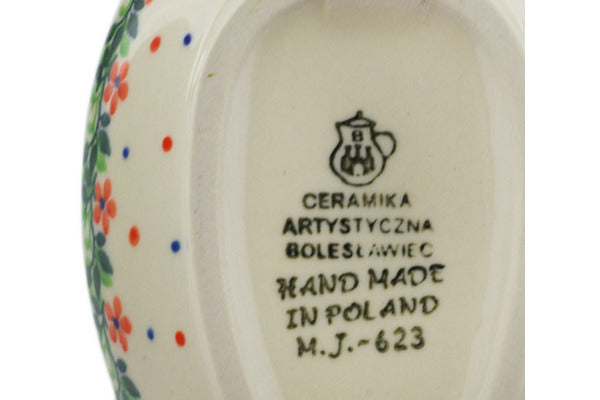 B
CERAMIKA
ARTYSTYCZNA
BOLESŁAWIEC
HAND MADE
IN POLAND
M.J.-623